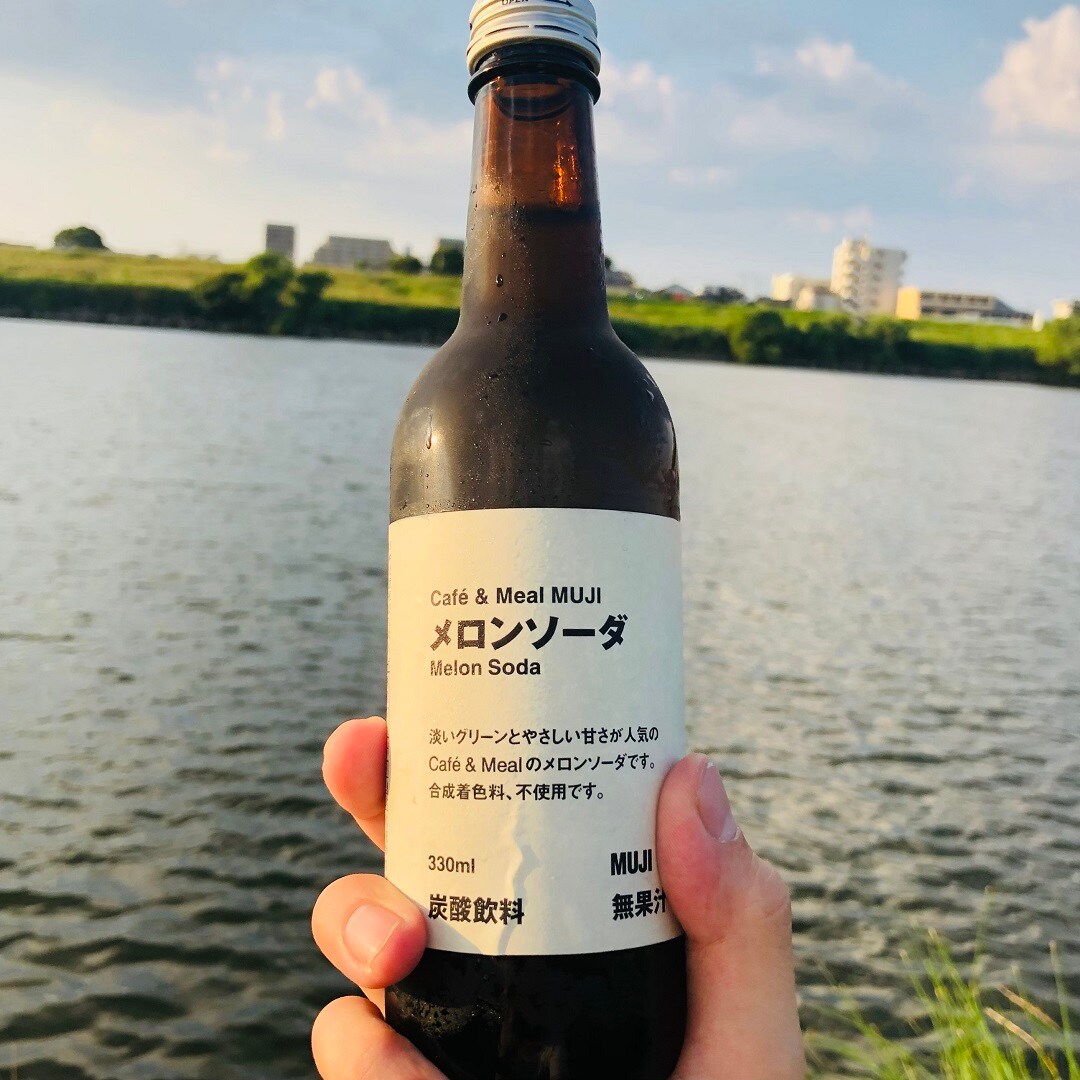 OPEN
Café & Meal MUJI
メロンソーダ
Melon Soda
淡いグリーンとやさしい甘さが人気の
Café & Mealのメロンソーダです。
合成着色料、不使用です。
330ml
MUJI
炭酸飲料
無果汁